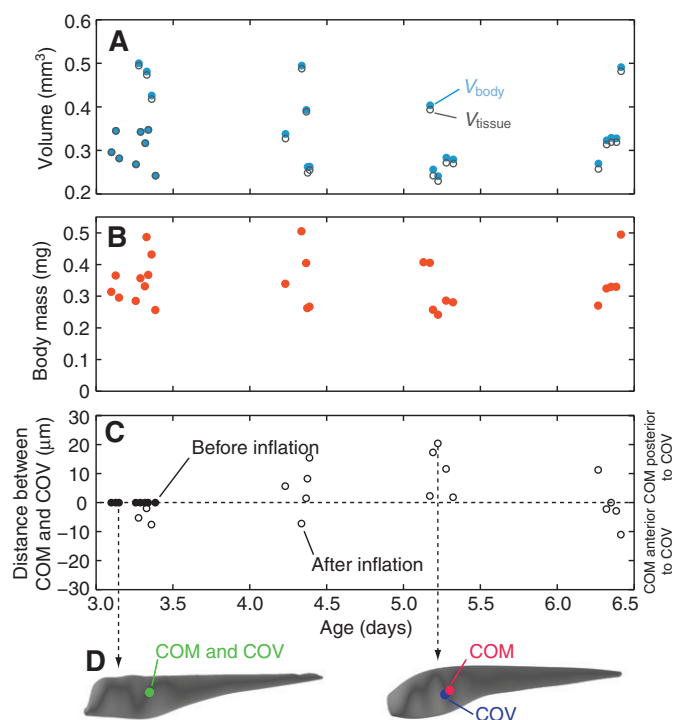 A
Volume (mm³)
0.6
0.5
0.4
0.3
0.2
V_body
V_tissue
B
Body mass (mg)
0.5
0.4
0.3
0.2
0.1
0
C
Distance between
COM and COV (μm)
30
20
10
0
−10
−20
−30
Before inflation
After inflation
COM anterior COM posterior
to COV to COV
3.0 3.5 4.0 4.5 5.0 5.5 6.0 6.5
Age (days)
D
COM and COV
COM
COV